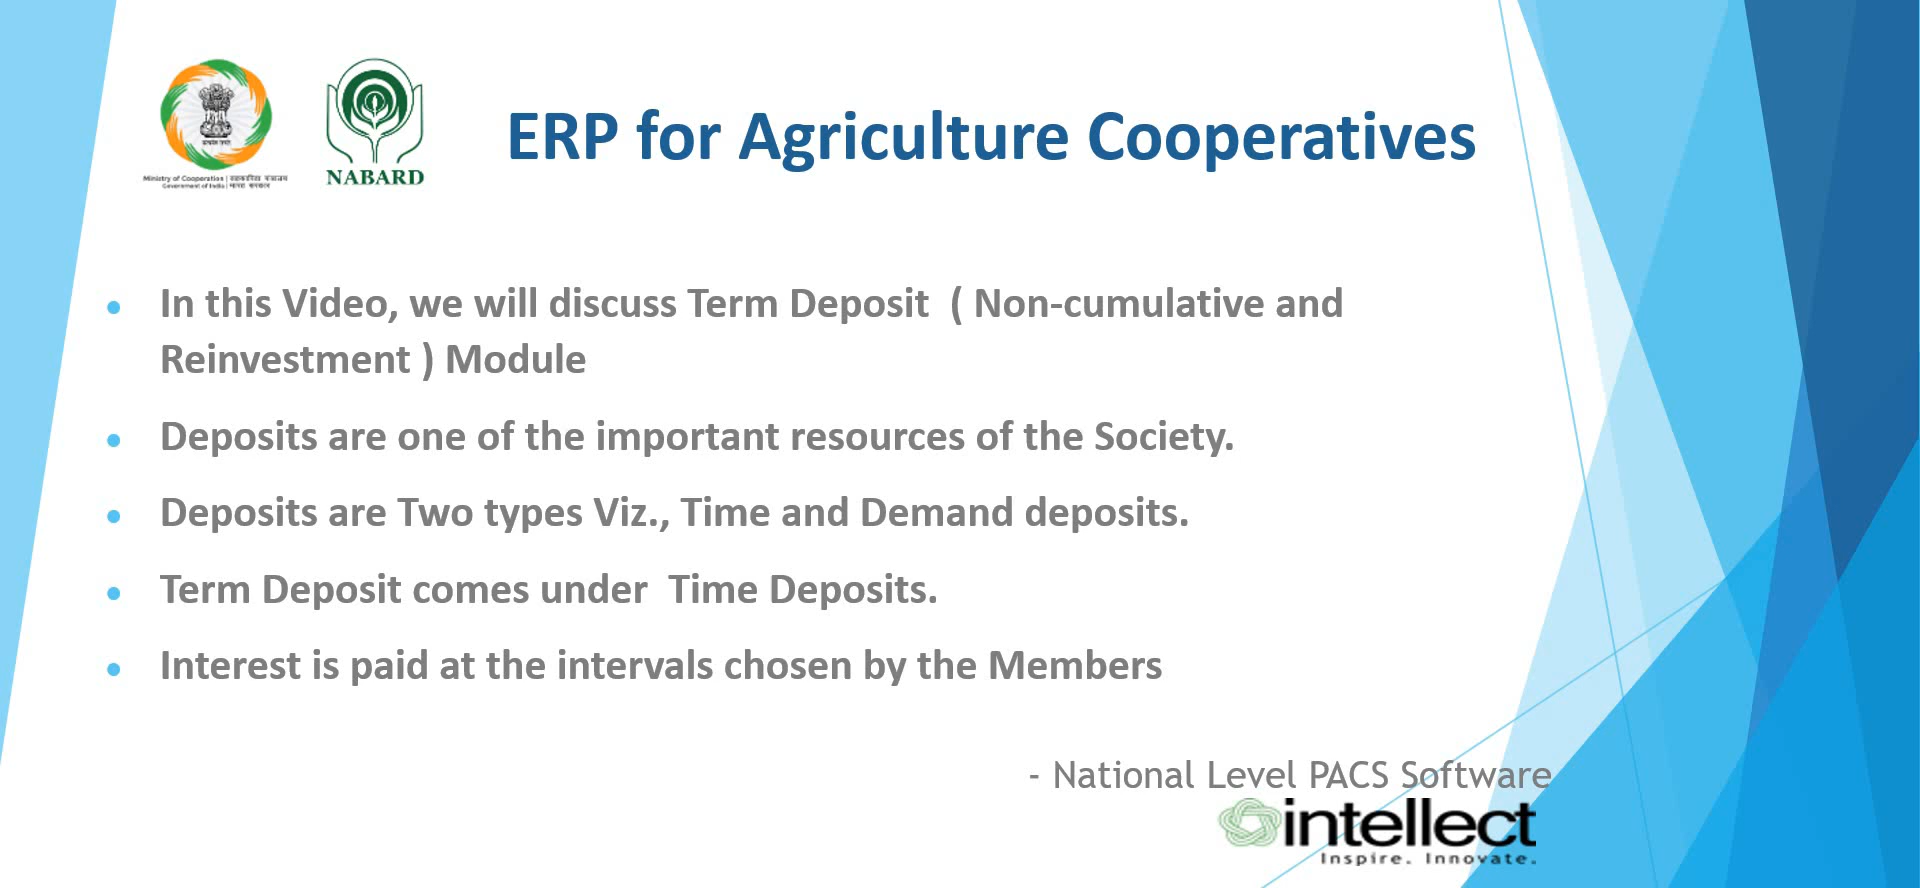 ERP for Agriculture Cooperatives
Ministry of Cooperation | सहकारिता मंत्रालय
Government of India | भारत सरकार
NABARD
In this Video, we will discuss Term Deposit  ( Non-cumulative and
Reinvestment ) Module
Deposits are one of the important resources of the Society.
Deposits are Two types Viz., Time and Demand deposits.
Term Deposit comes under  Time Deposits.
Interest is paid at the intervals chosen by the Members
- National Level PACS Software
intellect
Inspire. Innovate.